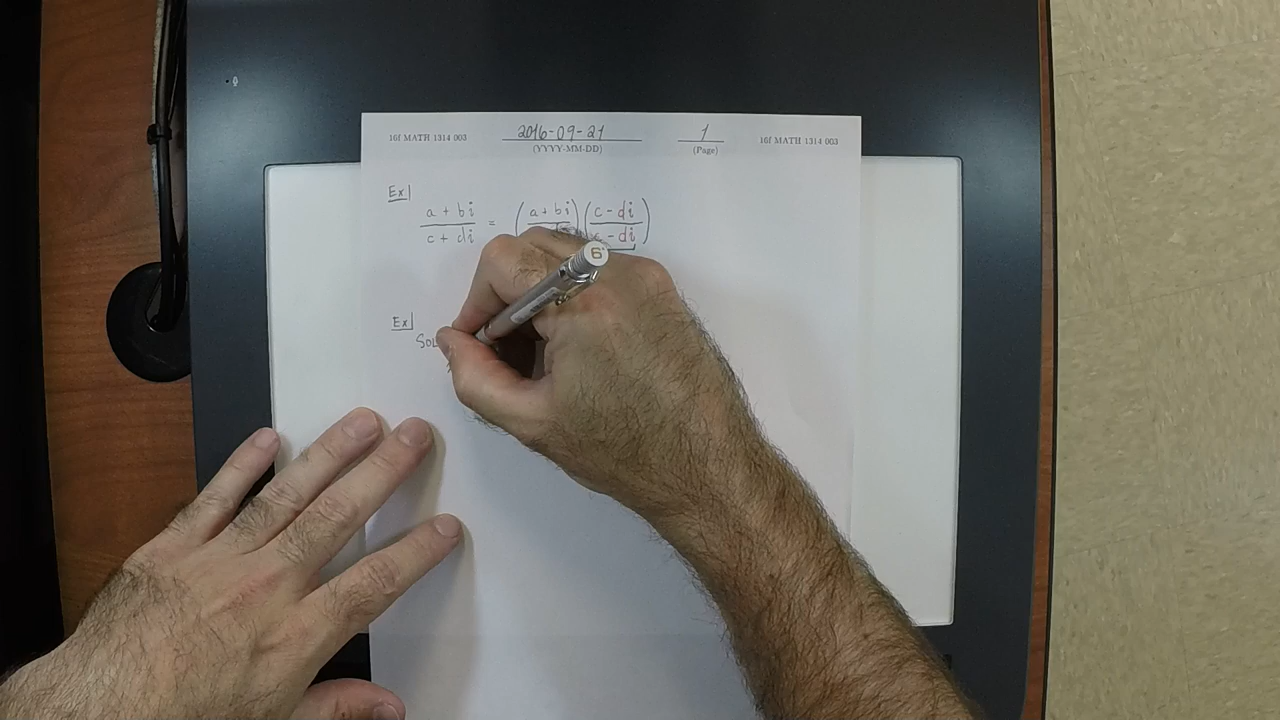 16f MATH 1314 003 2016-09-21 1 16f MATH 1314 003
(YYYY-MM-DD) (Page)
Ex|
a + bi / c + di = (a + bi / )(c - di / c - di)
Ex|